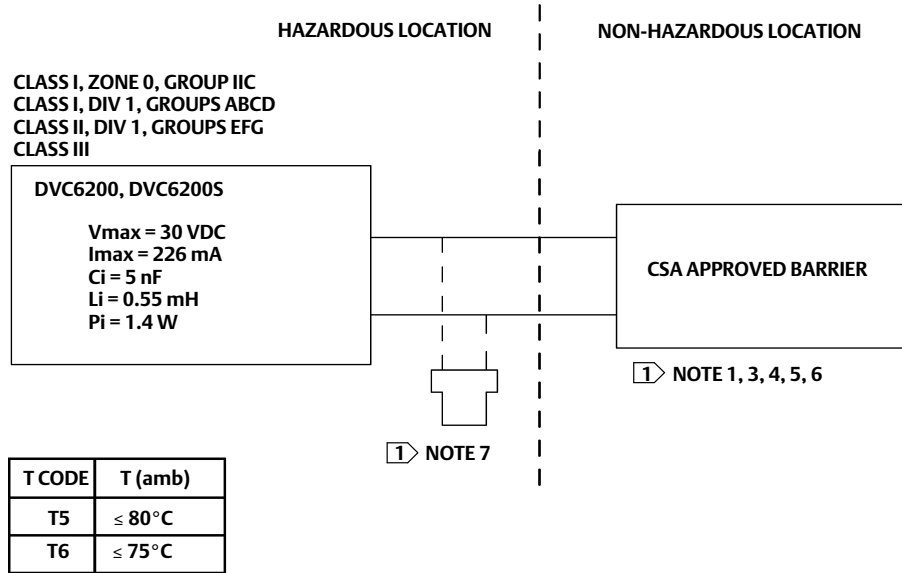 HAZARDOUS LOCATION
NON-HAZARDOUS LOCATION
CLASS I, ZONE 0, GROUP IIC
CLASS I, DIV 1, GROUPS ABCD
CLASS II, DIV 1, GROUPS EFG
CLASS III
DVC6200, DVC6200S
Vmax = 30 VDC
Imax = 226 mA
Ci = 5 nF
Li = 0.55 mH
Pi = 1.4 W
CSA APPROVED BARRIER
1 NOTE 1, 3, 4, 5, 6
1 NOTE 7
T CODE T (amb)
T5 ≤ 80°C
T6 ≤ 75°C